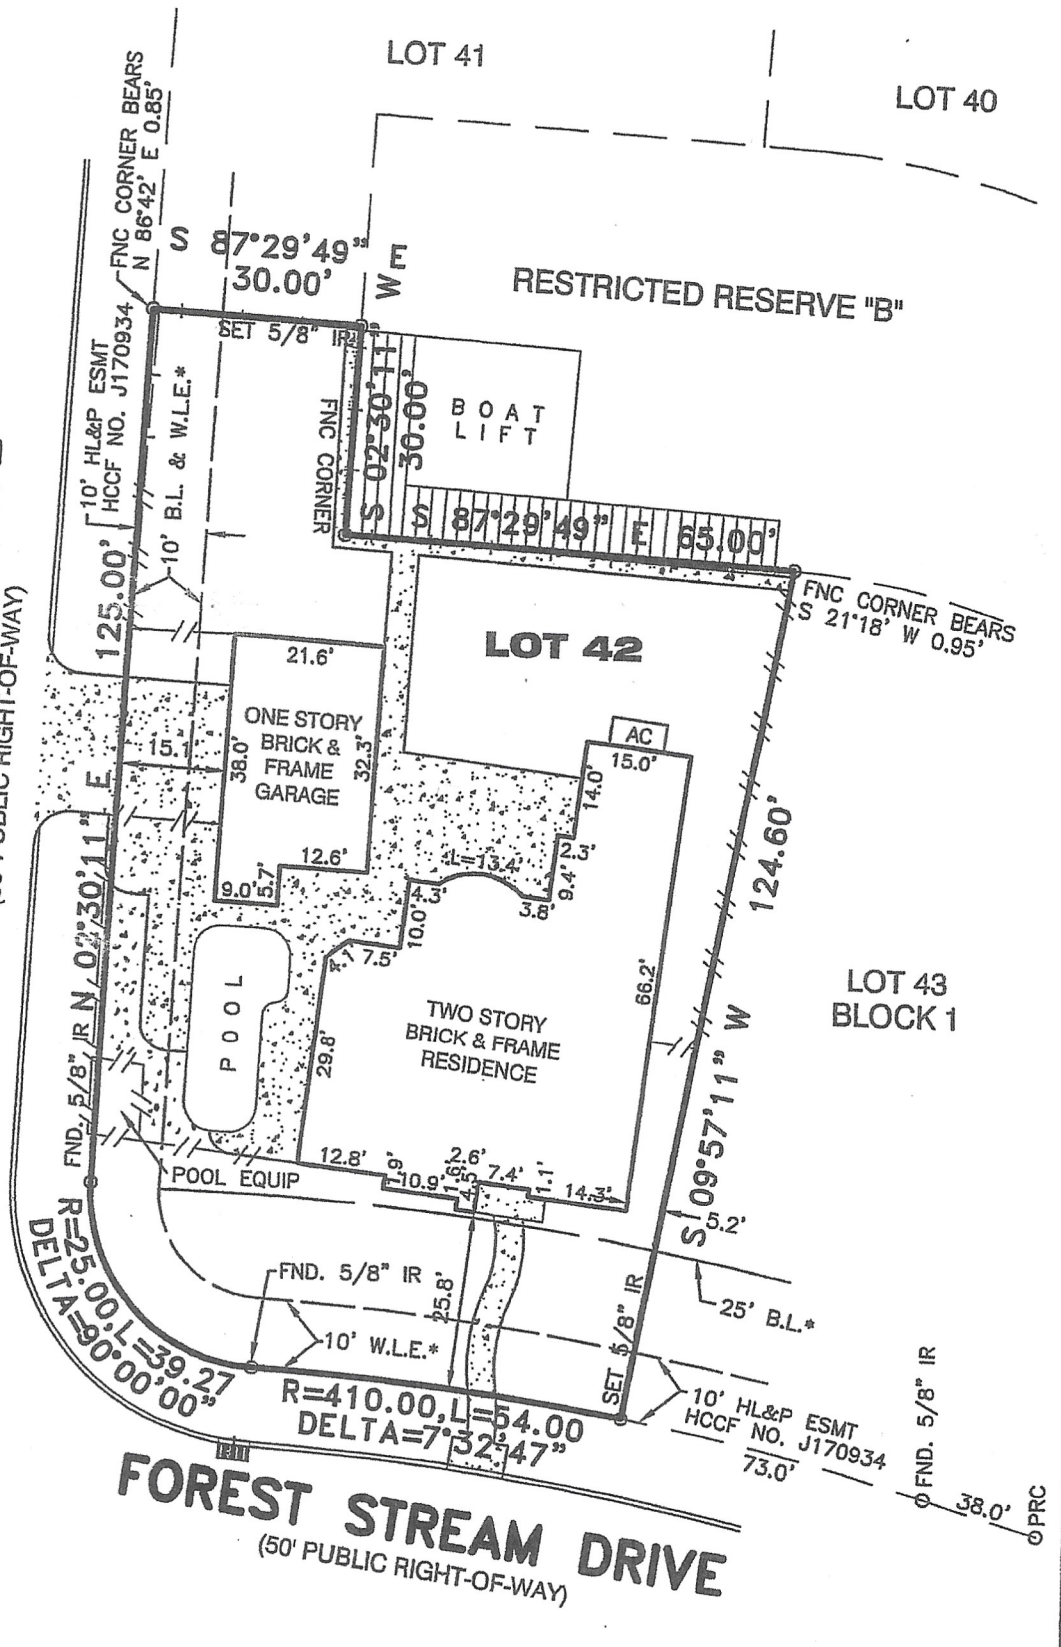 LOT 41
LOT 40
FNC CORNER BEARS
N 86°42' E 0.85'
S 87°29'49" E
30.00'
W
RESTRICTED RESERVE "B"
SET 5/8" IR
10' HL&P ESMT
HCCF NO. J170934
10' B.L. & W.L.E.*
FNC CORNER
S 02°30'11"
30.00'
BOAT
LIFT
S 87°29'49" E 65.00'
FNC CORNER BEARS
S 21°18' W 0.95'
LOT 42
125.00'
N 02°30'11" E
21.6'
ONE STORY
BRICK &
FRAME
GARAGE
38.0'
32.3'
15.1'
12.6'
9.0'
5.7'
AC
15.0'
14.0'
2.3'
9.4'
L=13.4'
4.3'
3.8'
10.0'
7.5'
4.1'
124.60'
S 09°57'11" W
LOT 43
BLOCK 1
66.2'
TWO STORY
BRICK & FRAME
RESIDENCE
29.8'
POOL
FND. 5/8" IR
POOL EQUIP
12.8'
1.9'
10.9'
2.6'
1.6'
4.5'
7.4'
1.1'
14.3'
5.2'
R=25.00, L=39.27
DELTA=90°00'00"
FND. 5/8" IR
25.8'
25' B.L.*
10' W.L.E.*
SET 5/8" IR
R=410.00, L=54.00
DELTA=7°32'47"
10' HL&P ESMT
HCCF NO. J170934
73.0'
FND. 5/8" IR
38.0'
PRC
FOREST STREAM DRIVE
(50' PUBLIC RIGHT-OF-WAY)
RIGHT-OF-WAY)